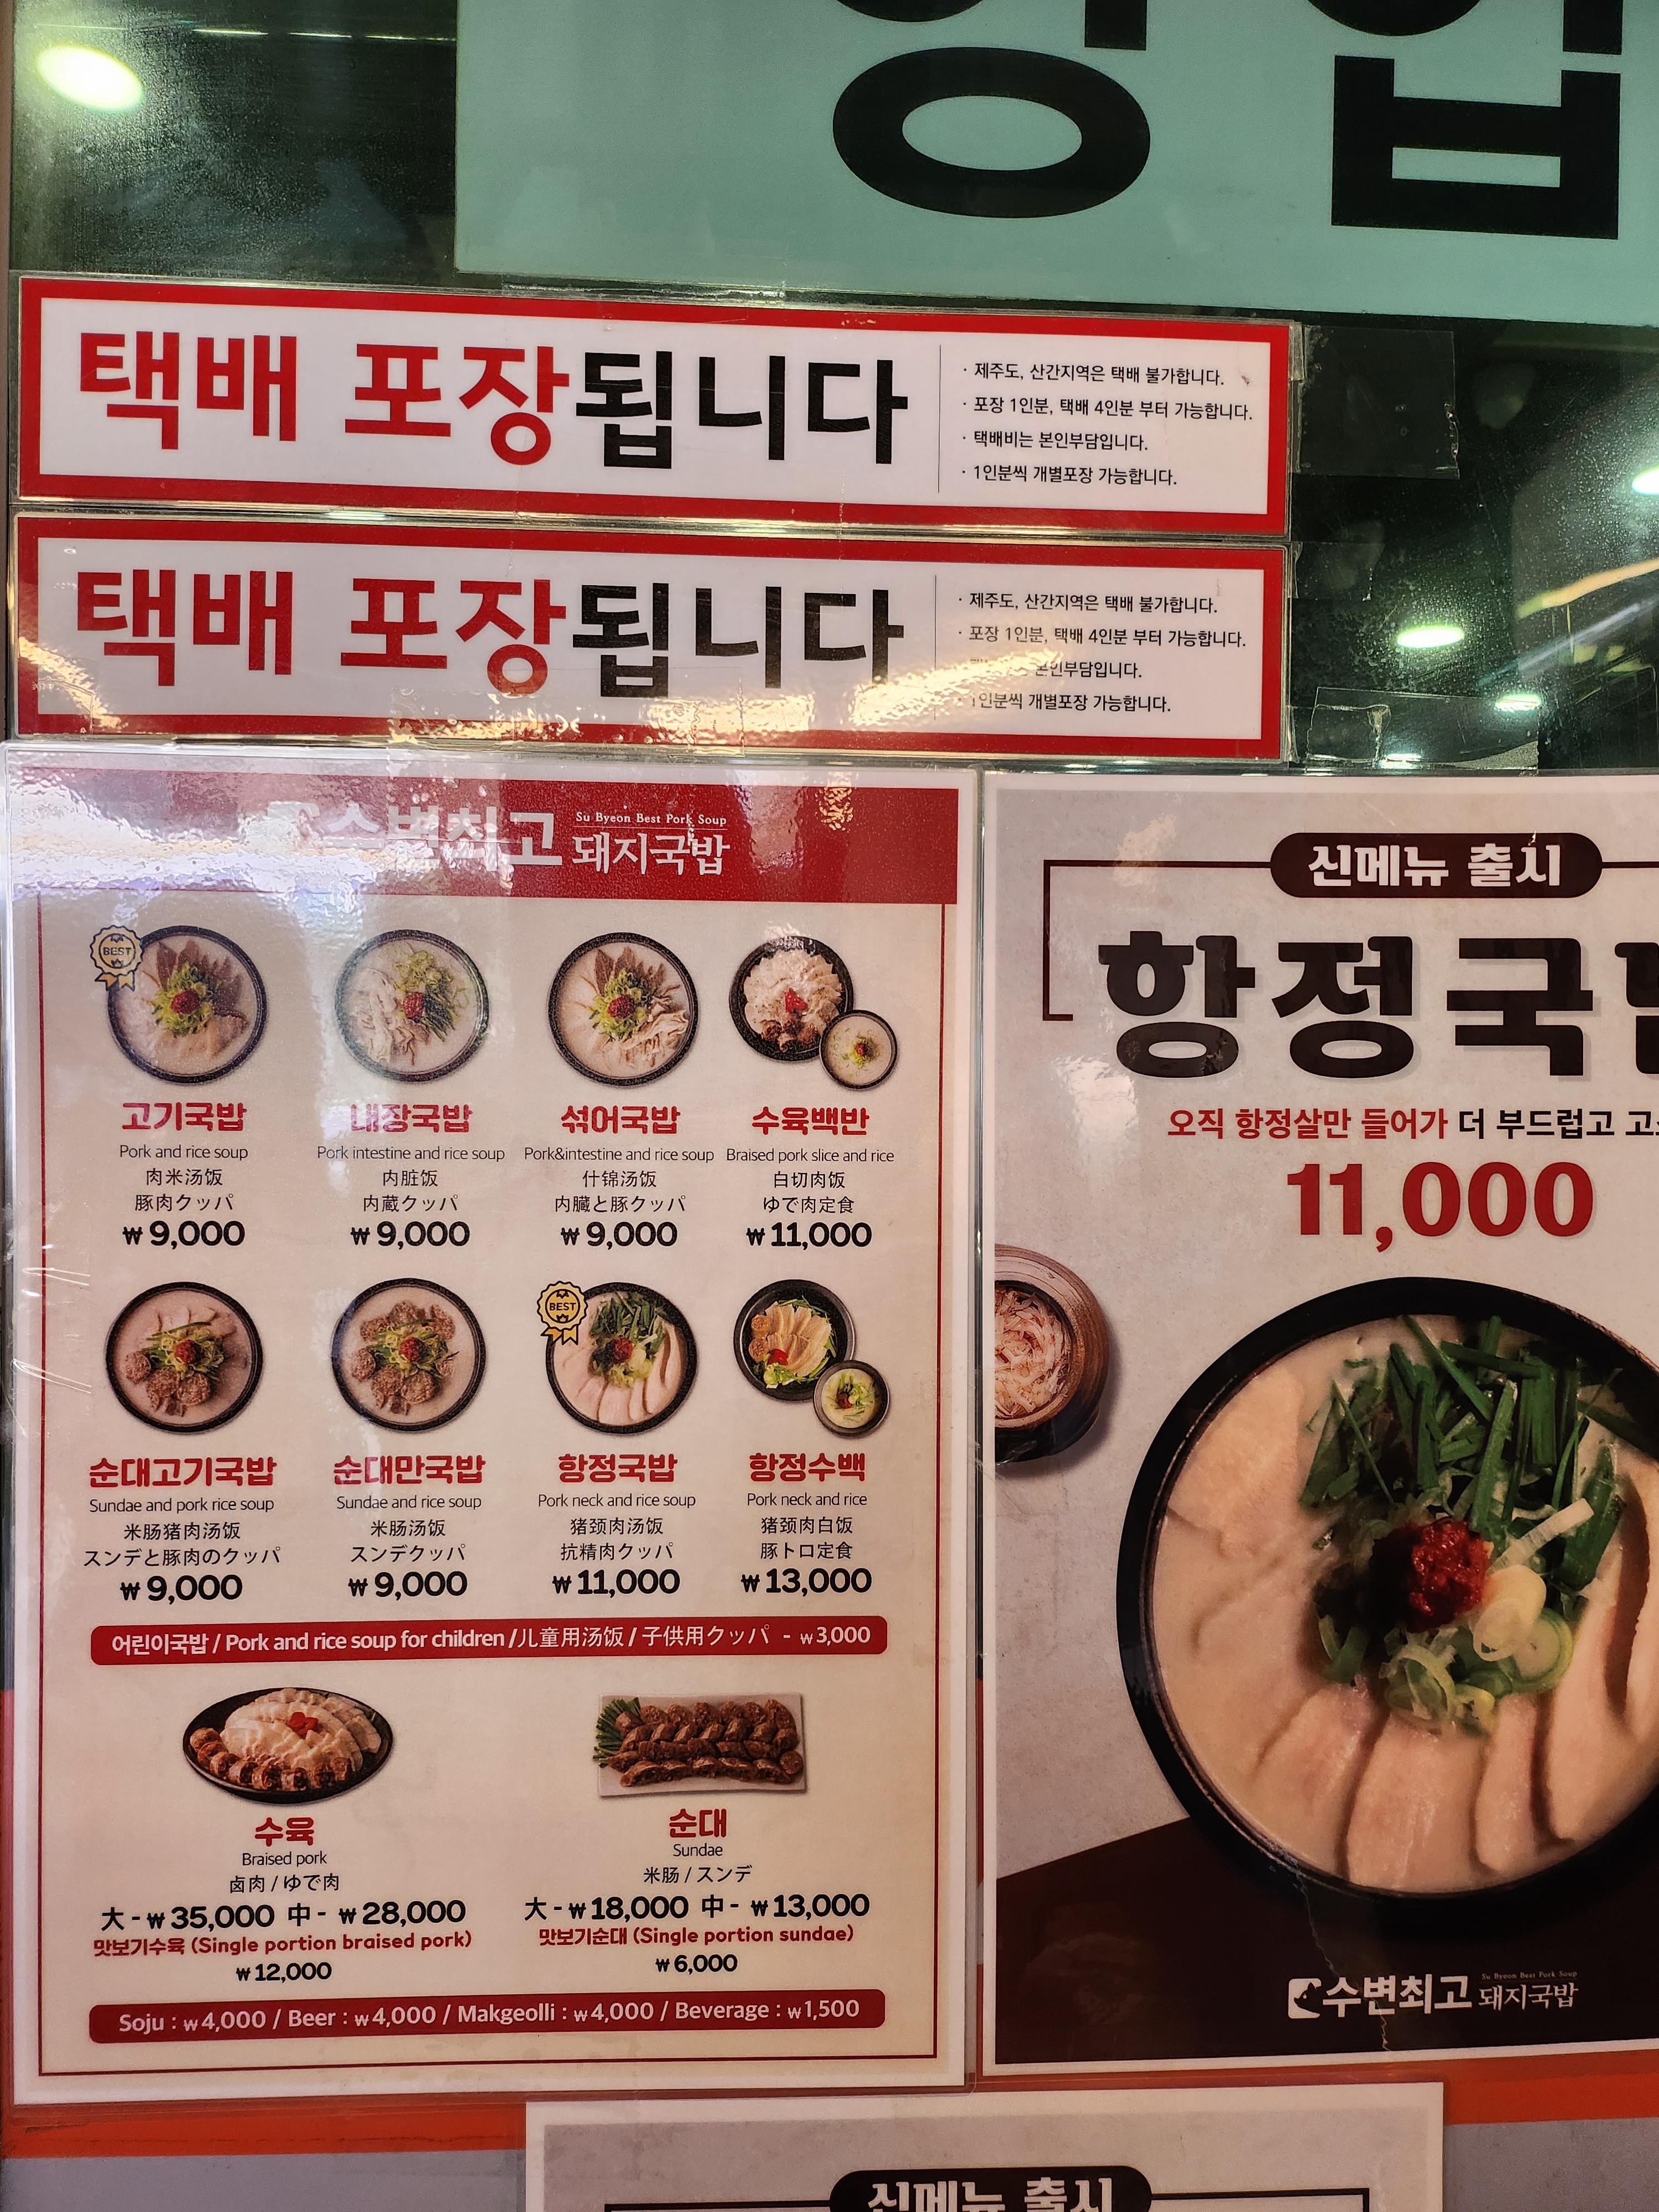 택배 포장됩니다
· 제주도, 산간지역은 택배 불가합니다.
· 포장 1인분, 택배 4인분 부터 가능합니다.
· 택배비는 본인부담입니다.
· 1인분씩 개별포장 가능합니다.
택배 포장됩니다
· 제주도, 산간지역은 택배 불가합니다.
· 포장 1인분, 택배 4인분 부터 가능합니다.
본인부담입니다.
1인분씩 개별포장 가능합니다.
수변최고 Su Byeon Best Pork Soup
돼지국밥
BEST
고기국밥
Pork and rice soup
肉米汤饭
豚肉クッパ
₩ 9,000
내장국밥
Pork intestine and rice soup
内脏饭
内蔵クッパ
₩ 9,000
섞어국밥
Pork&intestine and rice soup
什锦汤饭
内臓と豚クッパ
₩ 9,000
수육백반
Braised pork slice and rice
白切肉饭
ゆで肉定食
₩ 11,000
순대고기국밥
Sundae and pork rice soup
米肠猪肉汤饭
スンデと豚肉のクッパ
₩ 9,000
순대만국밥
Sundae and rice soup
米肠汤饭
スンデクッパ
₩ 9,000
BEST
항정국밥
Pork neck and rice soup
猪颈肉汤饭
抗精肉クッパ
₩ 11,000
항정수백
Pork neck and rice
猪颈肉白饭
豚トロ定食
₩ 13,000
어린이국밥 / Pork and rice soup for children /儿童用汤饭 / 子供用クッパ - ₩3,000
수육
Braised pork
卤肉 / ゆで肉
大 - ₩ 35,000 中 - ₩ 28,000
맛보기수육 (Single portion braised pork)
₩ 12,000
순대
Sundae
米肠 / スンデ
大 - ₩ 18,000 中 - ₩ 13,000
맛보기순대 (Single portion sundae)
₩ 6,000
Soju : ₩4,000 / Beer : ₩4,000 / Makgeolli : ₩4,000 / Beverage : ₩1,500
신메뉴 출시
항정국
오직 항정살만 들어가 더 부드럽고
11,000
수변최고 Su Byeon Best Pork Soup
돼지국밥
신메뉴 출시